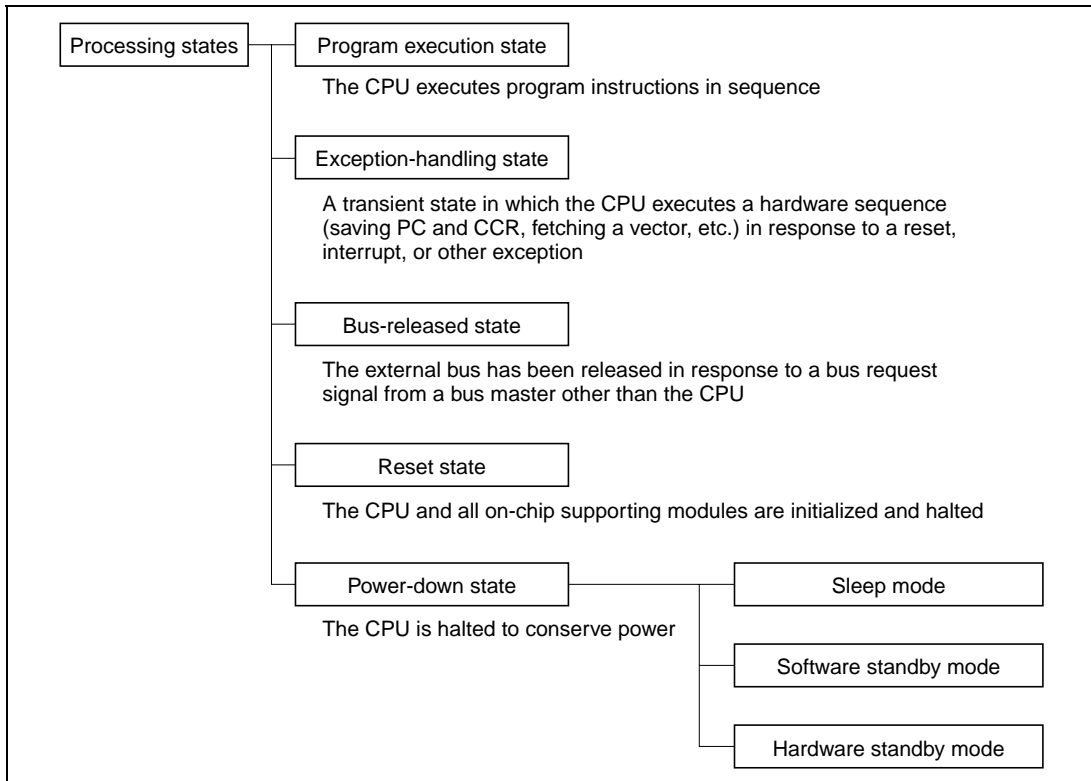 Processing states
Program execution state
The CPU executes program instructions in sequence
Exception-handling state
A transient state in which the CPU executes a hardware sequence
(saving PC and CCR, fetching a vector, etc.) in response to a reset,
interrupt, or other exception
Bus-released state
The external bus has been released in response to a bus request
signal from a bus master other than the CPU
Reset state
The CPU and all on-chip supporting modules are initialized and halted
Power-down state
Sleep mode
The CPU is halted to conserve power
Software standby mode
Hardware standby mode